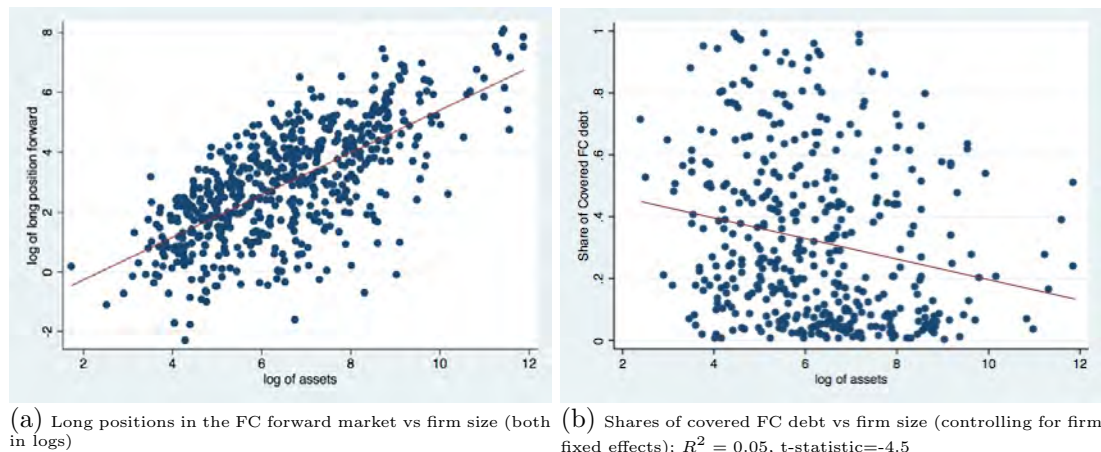 8
6
4
2
0
-2
log of long position forward
2 4 6 8 10 12
log of assets
1
.8
.6
.4
.2
0
Share of Covered FC debt
2 4 6 8 10 12
log of assets
(a) Long positions in the FC forward market vs firm size (both
in logs)
(b) Shares of covered FC debt vs firm size (controlling for firm
fixed effects); R² = 0.05, t-statistic=-4.5